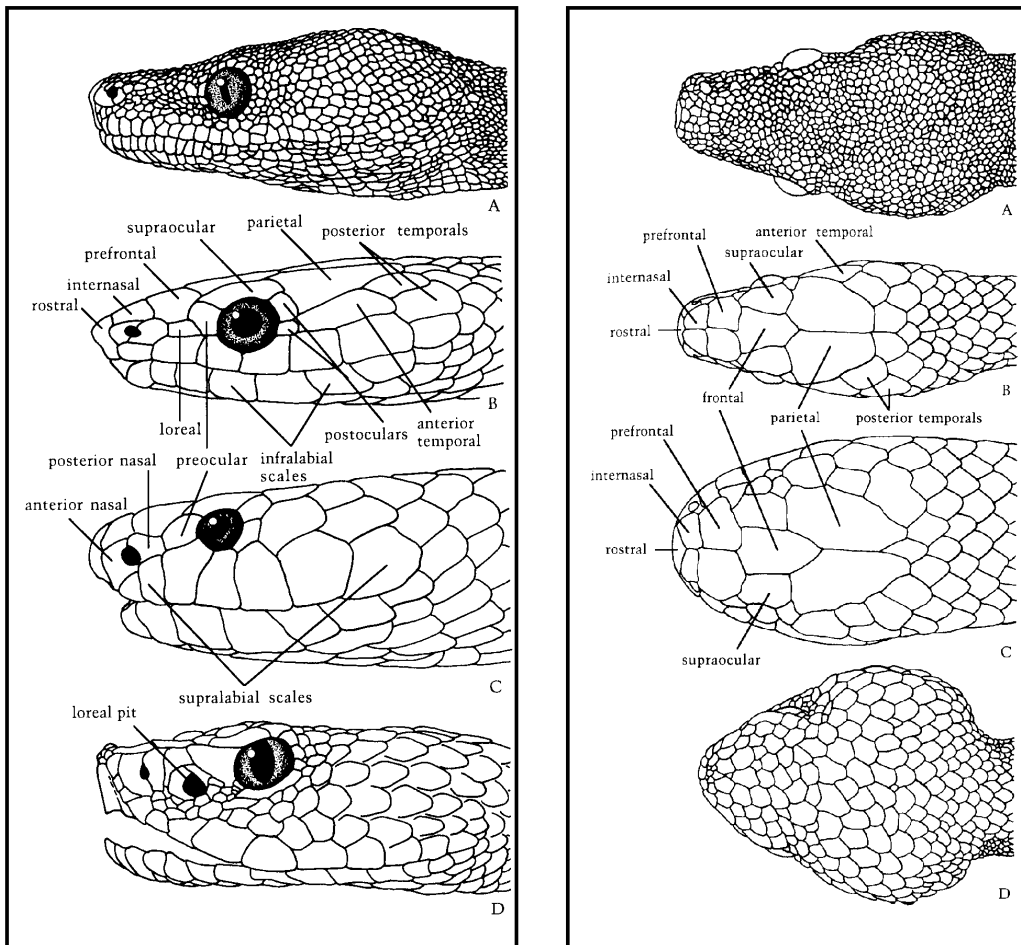 A
supraocular
parietal
posterior temporals
prefrontal
internasal
rostral
B
loreal
postoculars
anterior
temporal
posterior nasal
preocular
infralabial
scales
anterior nasal
C
supralabial scales
loreal pit
D
A
prefrontal
anterior temporal
supraocular
internasal
rostral
B
frontal
parietal
posterior temporals
prefrontal
internasal
rostral
C
supraocular
D